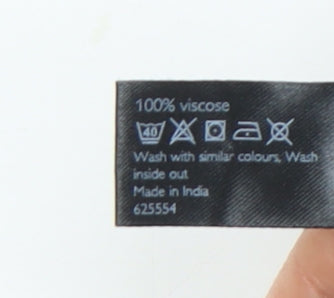 100% viscose
40
Wash with similar colours, Wash
inside out
Made in India
625554